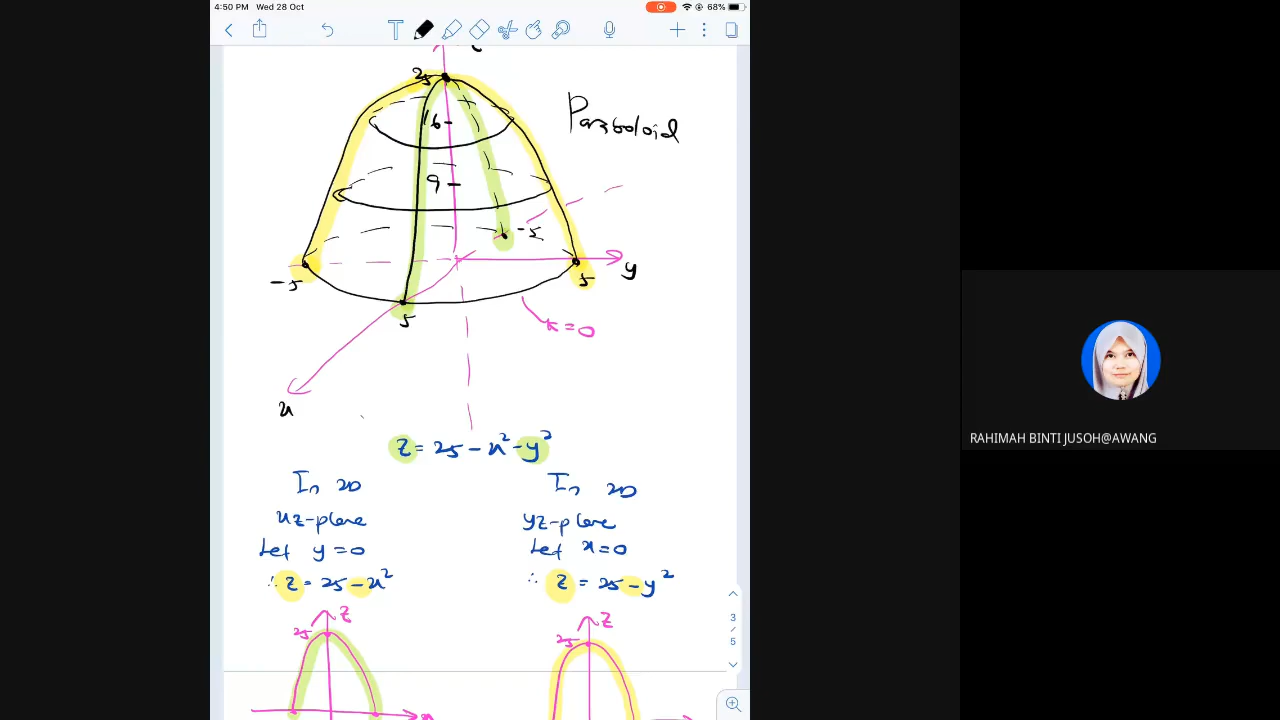 4:50 PM Wed 28 Oct
68%
25
Paraboloid
16
9
-5
y
-5
5
5
k=0
x
z = 25 - x² - y²
In 2D
xz-plane
Let y=0
∴ z = 25 - x²
In 2D
yz-plane
Let x=0
∴ z = 25 - y²
z
25
z
25
3
/
5
RAHIMAH BINTI JUSOH@AWANG